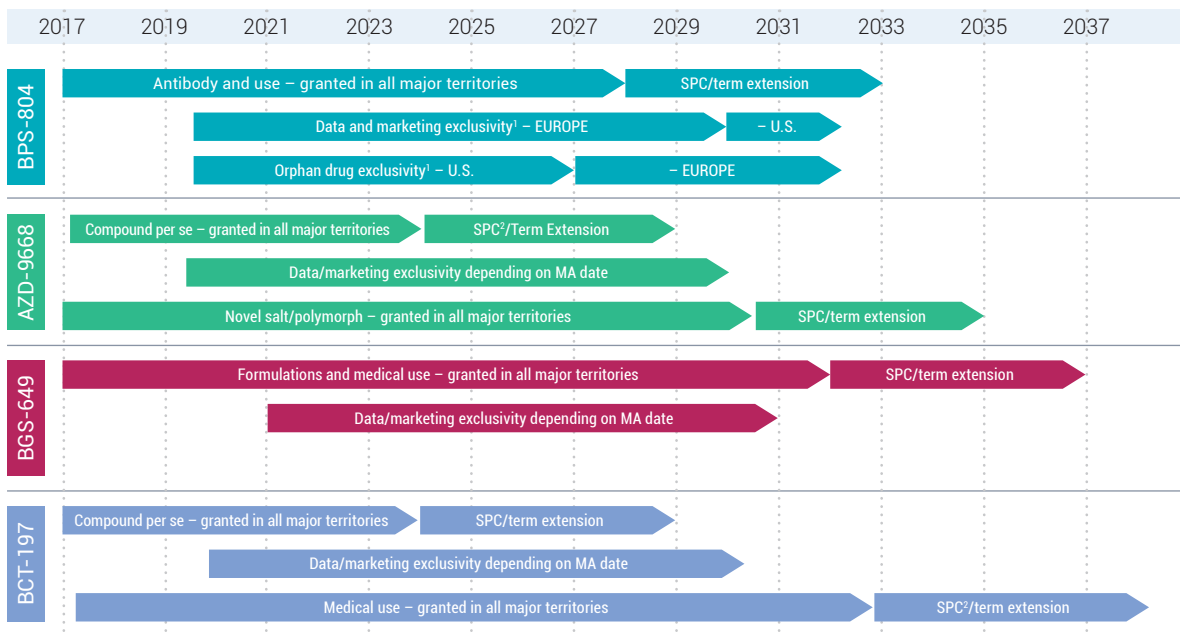 2017 2019 2021 2023 2025 2027 2029 2031 2033 2035 2037
BPS-804
Antibody and use – granted in all major territories SPC/term extension
Data and marketing exclusivity¹ – EUROPE – U.S.
Orphan drug exclusivity¹ – U.S. – EUROPE
AZD-9668
Compound per se – granted in all major territories SPC²/Term Extension
Data/marketing exclusivity depending on MA date
Novel salt/polymorph – granted in all major territories SPC/term extension
BGS-649
Formulations and medical use – granted in all major territories SPC/term extension
Data/marketing exclusivity depending on MA date
BCT-197
Compound per se – granted in all major territories SPC/term extension
Data/marketing exclusivity depending on MA date
Medical use – granted in all major territories SPC²/term extension